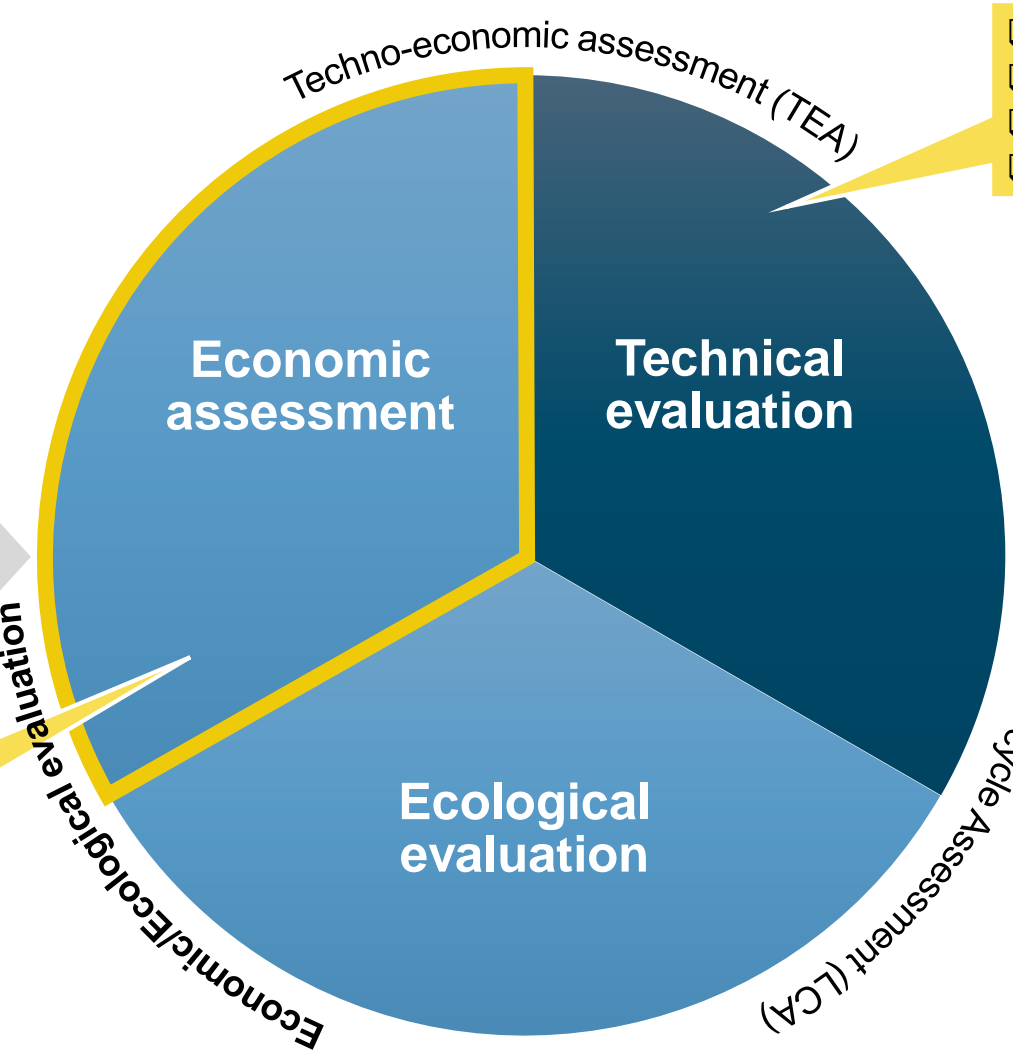 Techno-economic assessment (TEA)
Economic
assessment
Technical
evaluation
Ecological
evaluation
Economic/Ecological evaluation
cycle Assessment (LCA)